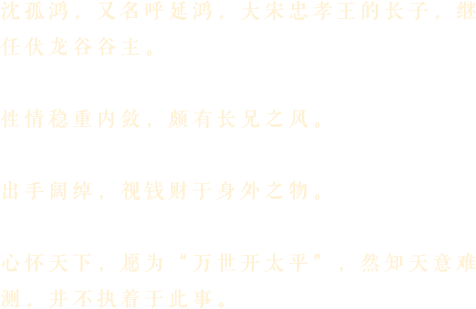 沈孤鸿，又名呼延鸿，大宋忠孝王的长子，继
任伏龙谷谷主。
性情稳重内敛，颇有长兄之风。
出手阔绰，视钱财于身外之物。
心怀天下，愿为“万世开太平”，然知天意难
测，并不执着于此事。